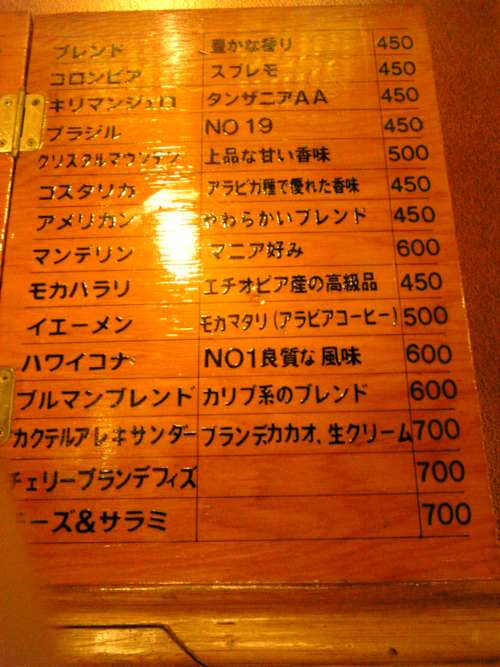 ブレンド 豊かな香り 450
コロンビア スプレモ 450
キリマンジェロ タンザニアAA 450
ブラジル NO19 450
クリスタルマウンテン 上品な甘い香味 500
コスタリカ アラビカ種で優れた香味 450
アメリカン やわらかいブレンド 450
マンデリン マニア好み 600
モカハラリ エチオピア産の高級品 450
イエーメン モカマタリ(アラビアコーヒー) 500
ハワイコナ NO1良質な風味 600
ブルマンブレンド カリブ系のブレンド 600
カクテルアレキサンダー ブランデ.カカオ.生クリーム 700
チェリーブランデフィズ 700
チーズ&サラミ 700